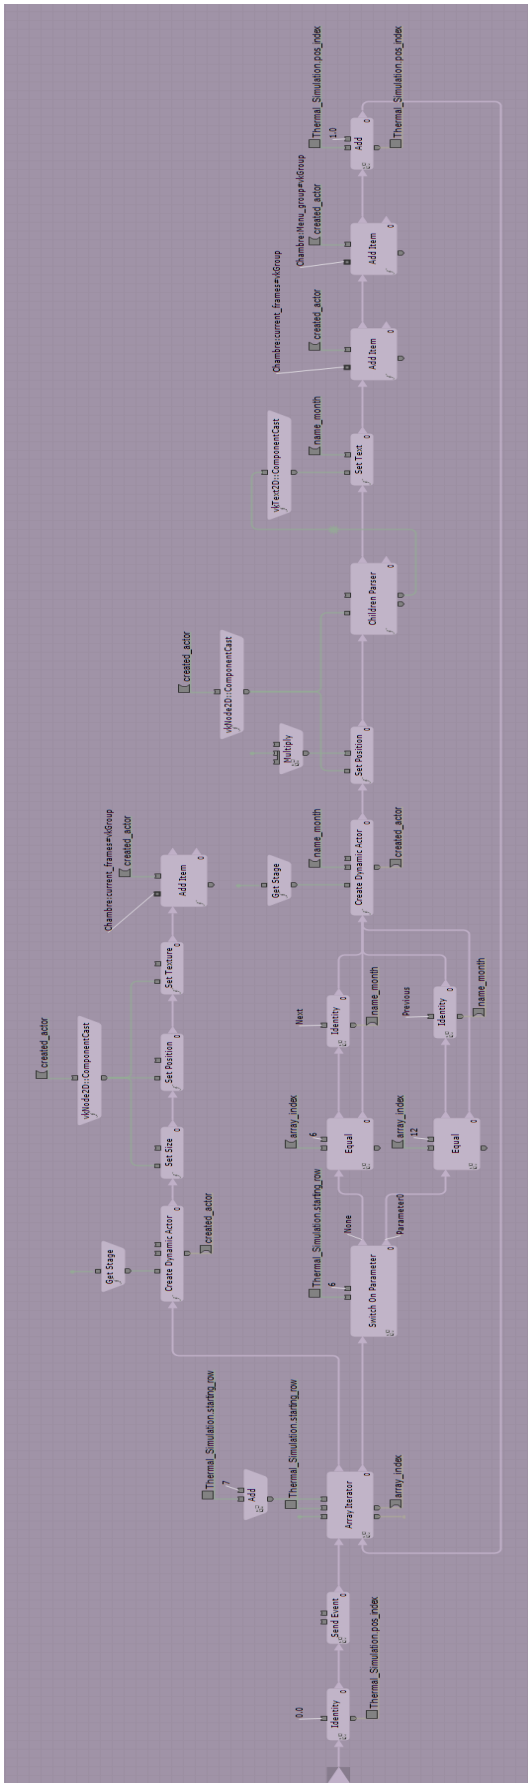 0.0
Identity
Thermal_Simulation.pos_index
Send Event
Thermal_Simulation.starting_row
7
Add
Thermal_Simulation.starting_row
Array Iterator
array_index
Get Stage
Create Dynamic Actor
created_actor
Set Size
created_actor
vkNode2D::ComponentCast
Set Position
Set Texture
Chambre:current_frames=vkGroup
created_actor
Add Item
Thermal_Simulation.starting_row
6
Switch On Parameter
None
Parameter0
array_index
6
Equal
array_index
12
Equal
Next
Identity
name_month
Previous
Identity
name_month
Get Stage
name_month
Create Dynamic Actor
created_actor
Multiply
Set Position
created_actor
vkNode2D::ComponentCast
Children Parser
vkText2D::ComponentCast
name_month
Set Text
Chambre:current_frames=vkGroup
created_actor
Add Item
Chambre:Menu_group=vkGroup
created_actor
Add Item
Thermal_Simulation.pos_index
1.0
Add
Thermal_Simulation.pos_index